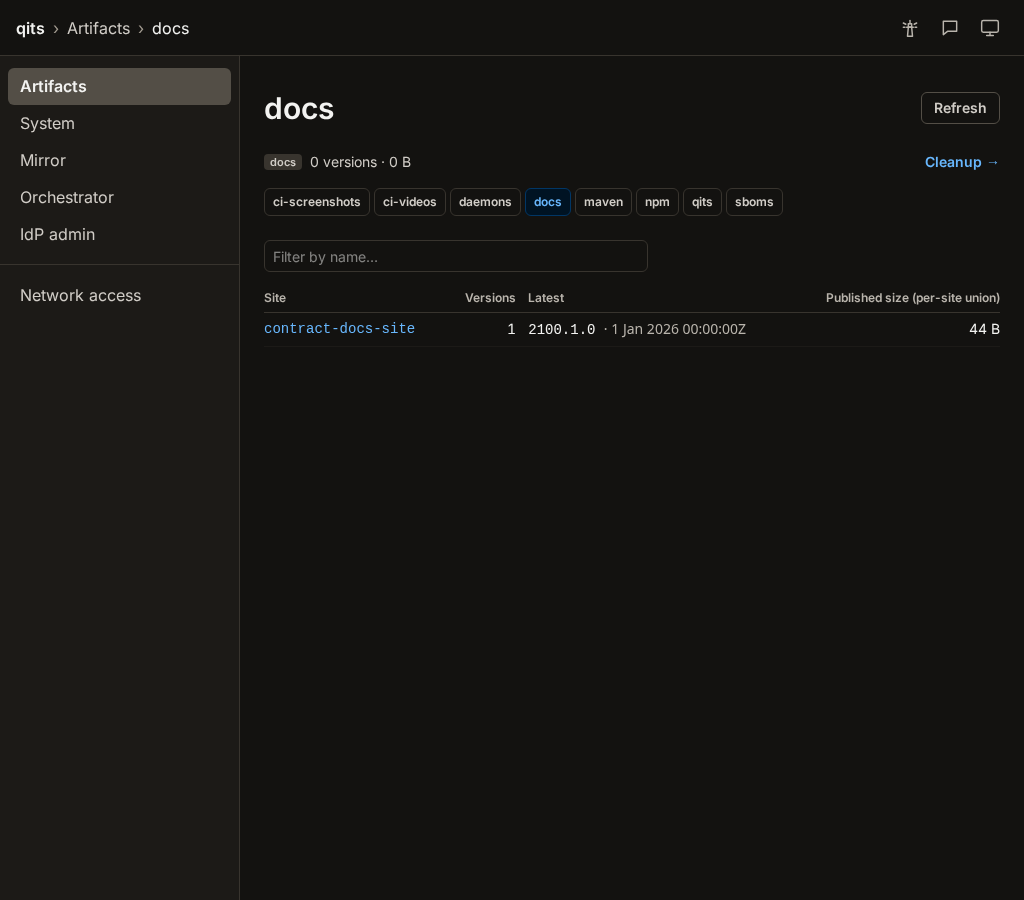 qits › Artifacts › docs
Artifacts
System
Mirror
Orchestrator
IdP admin
Network access
docs
Refresh
docs 0 versions · 0 B
Cleanup →
ci-screenshots ci-videos daemons docs maven npm qits sboms
Filter by name...
Site Versions Latest Published size (per-site union)
contract-docs-site 1 2100.1.0 · 1 Jan 2026 00:00:00Z 44 B